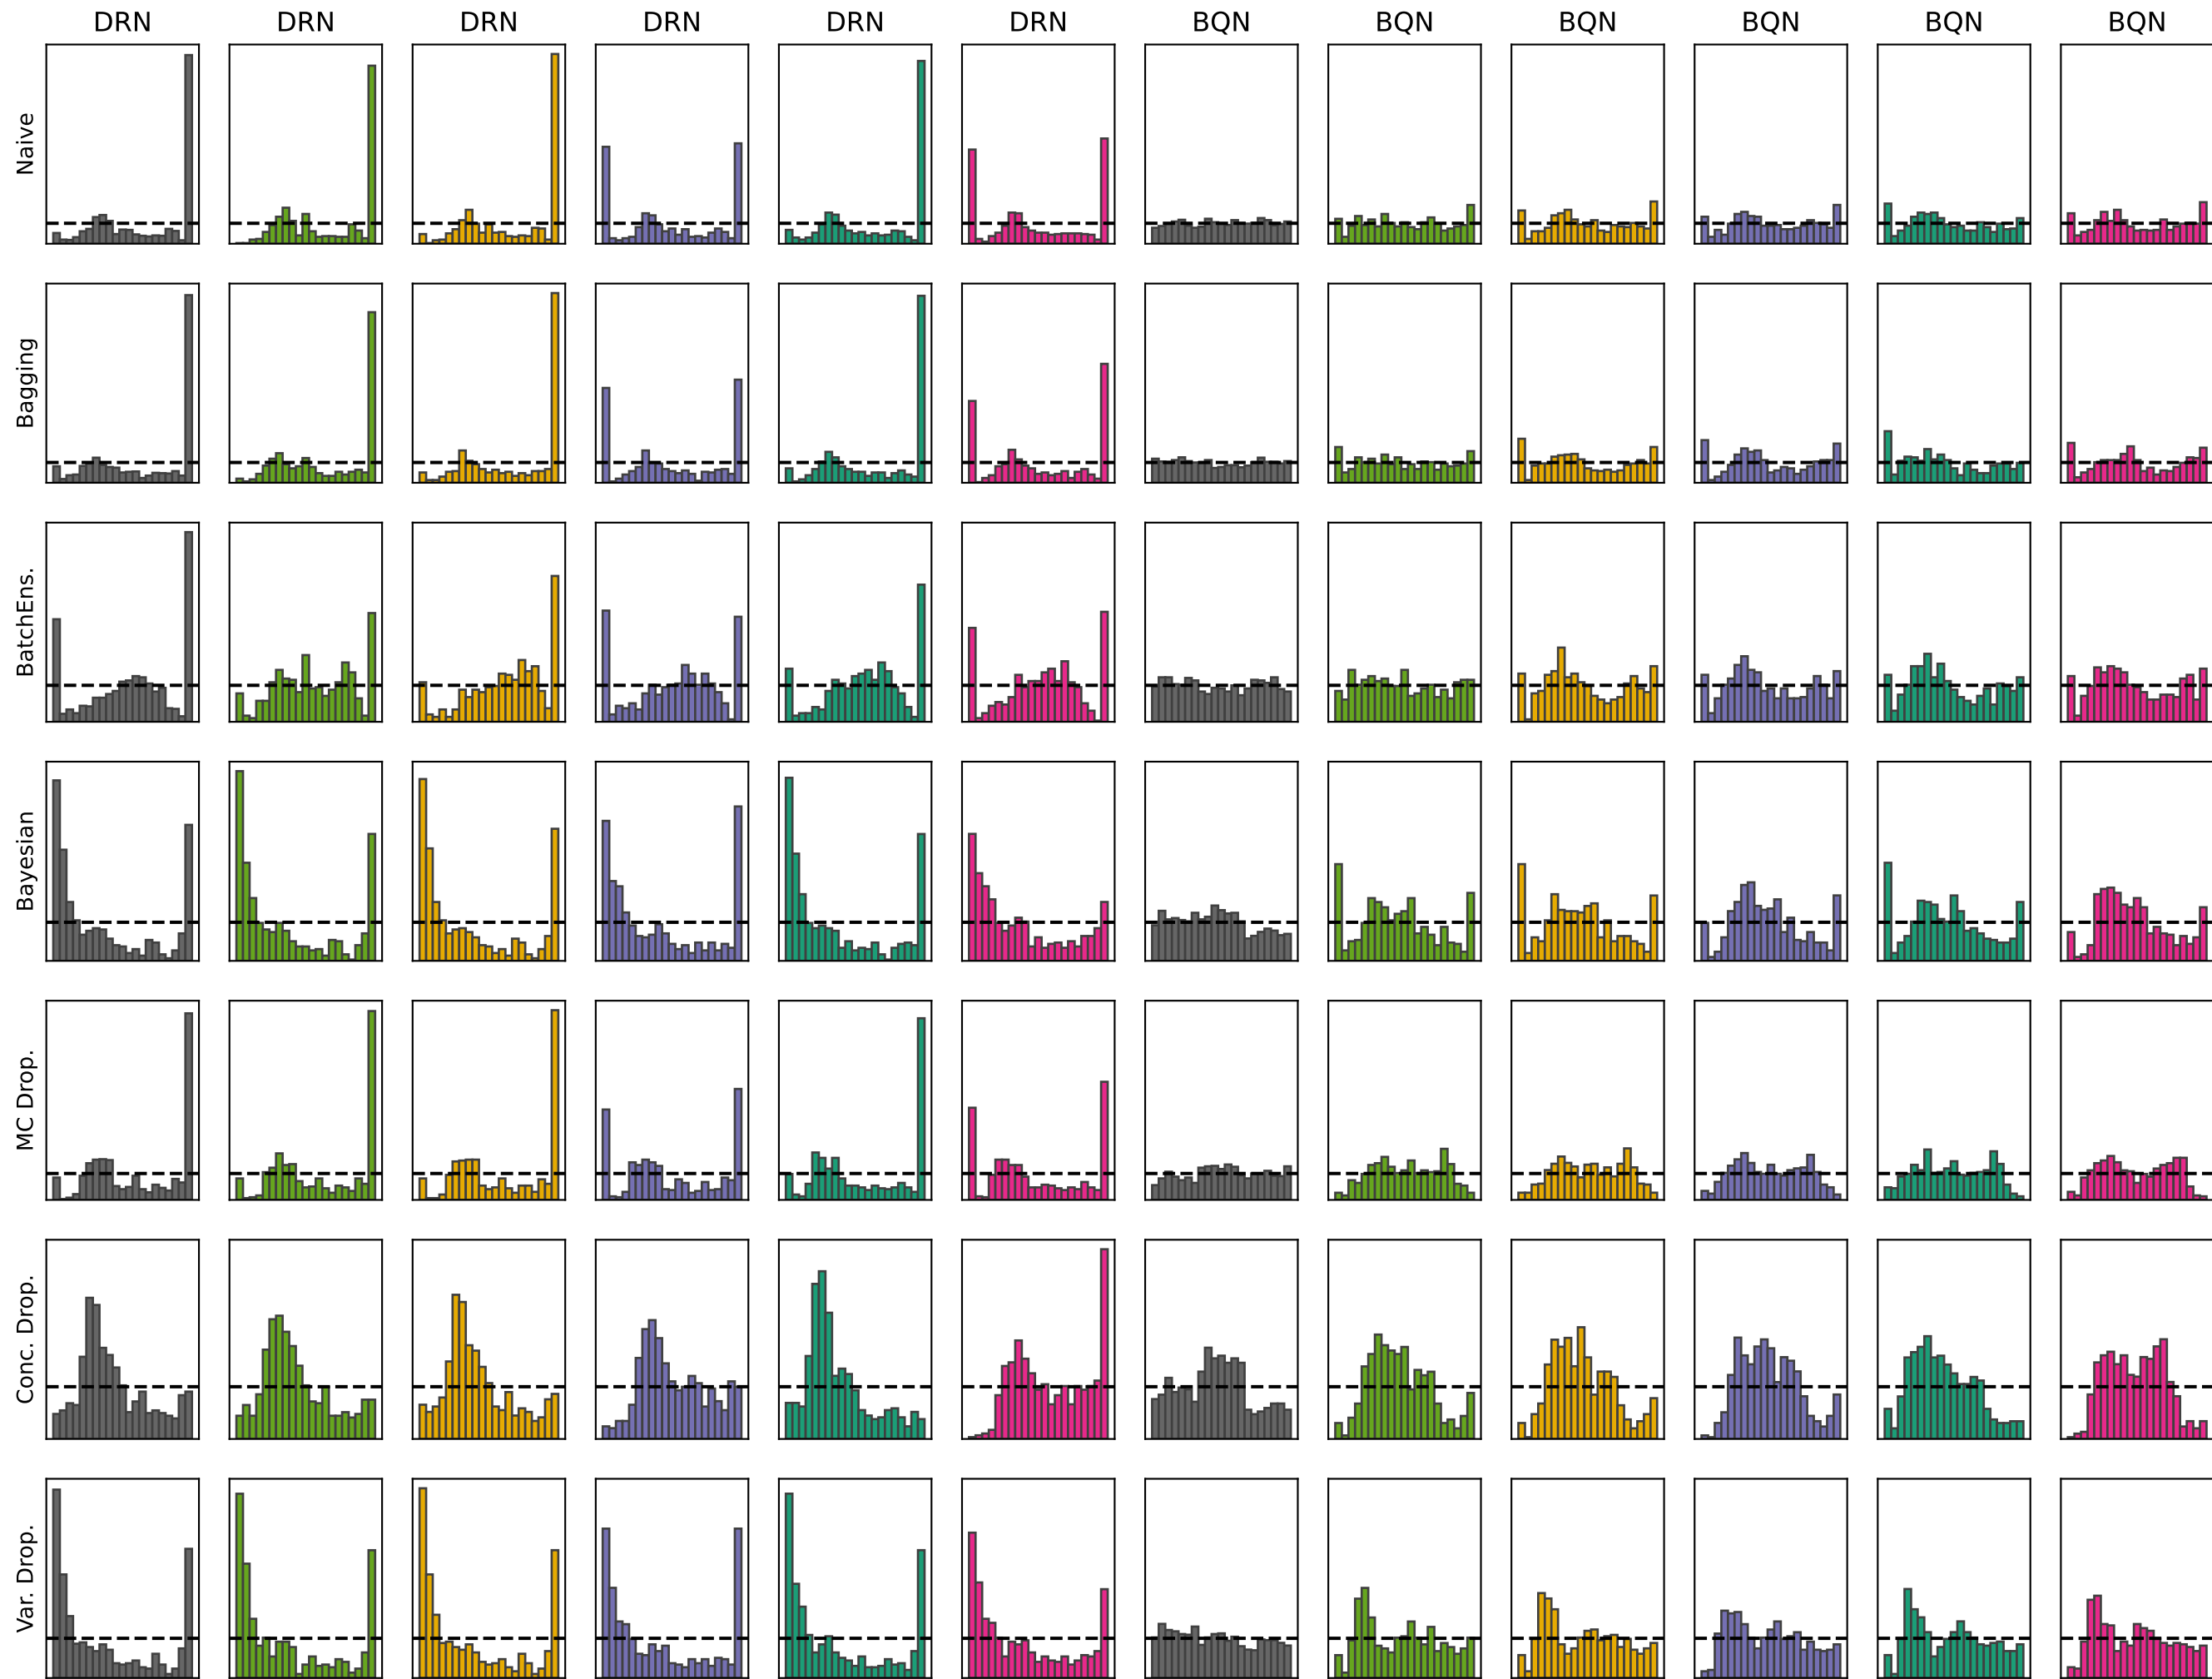 DRN DRN DRN DRN DRN DRN BQN BQN BQN BQN BQN BQN
Naive
Bagging
BatchEns.
Bayesian
MC Drop.
Conc. Drop.
Var. Drop.